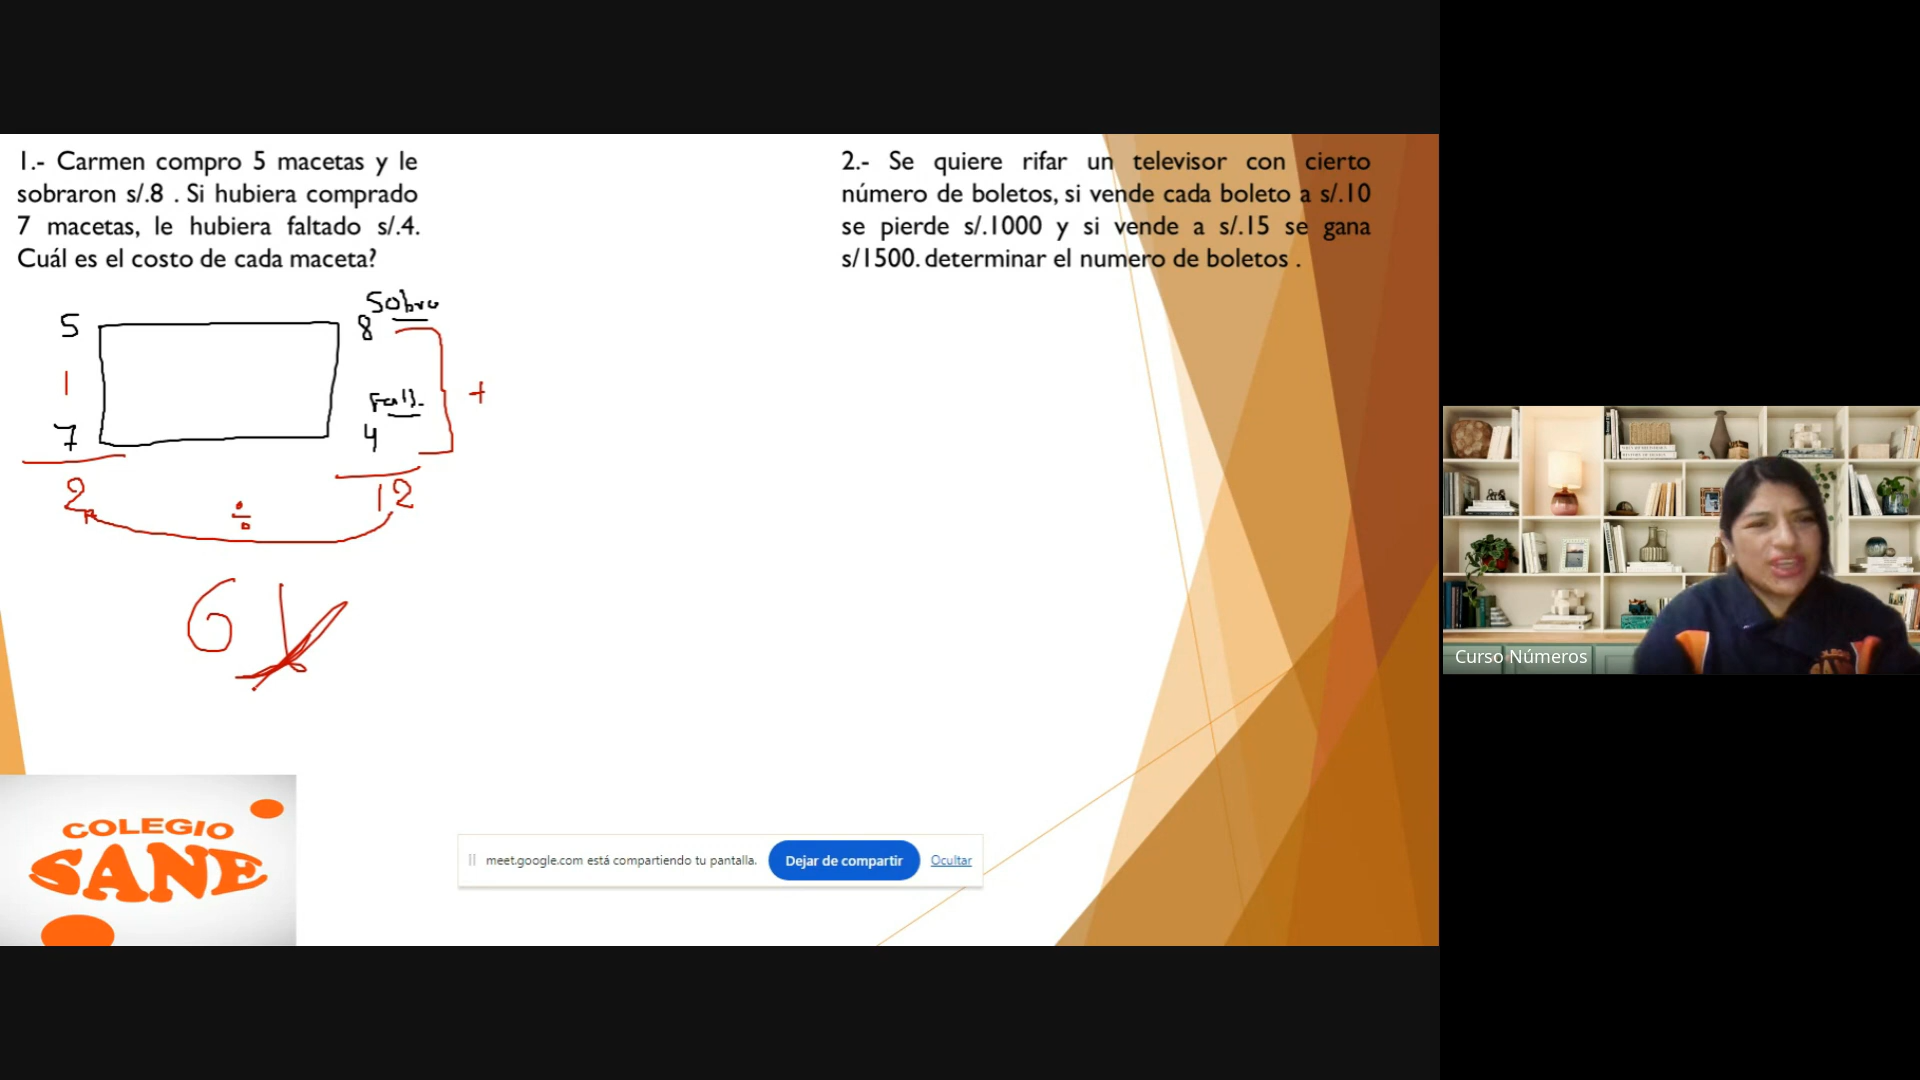 1.- Carmen compro 5 macetas y le
sobraron s/.8 . Si hubiera comprado
7 macetas, le hubiera faltado s/.4.
Cuál es el costo de cada maceta?
2.- Se quiere rifar un televisor con cierto
número de boletos, si vende cada boleto a s/.10
se pierde s/.1000 y si vende a s/.15 se gana
s/1500. determinar el numero de boletos .
Sobra
5
8
1
+
7
4
2
÷
12
6
COLEGIO
SANE
meet.google.com está compartiendo tu pantalla.
Dejar de compartir
Ocultar
Curso Números